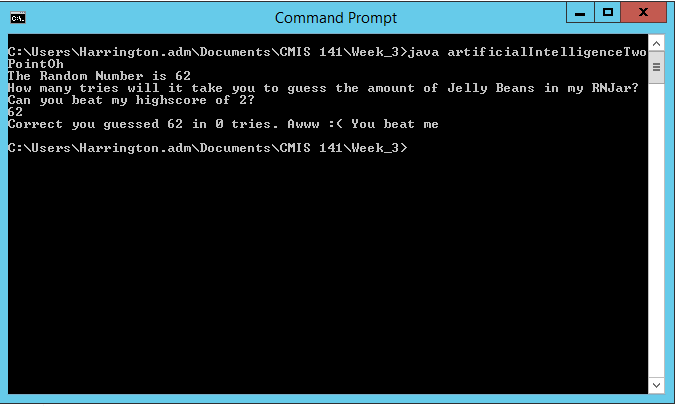 Command Prompt
C:\Users\Harrington.adm\Documents\CMIS 141\Week_3>java artificialIntelligenceTwo
PointOh
The Random Number is 62
How many tries will it take you to guess the amount of Jelly Beans in my RNJar?
Can you beat my highscore of 2?
62
Correct you guessed 62 in 0 tries. Awww :( You beat me
C:\Users\Harrington.adm\Documents\CMIS 141\Week_3>